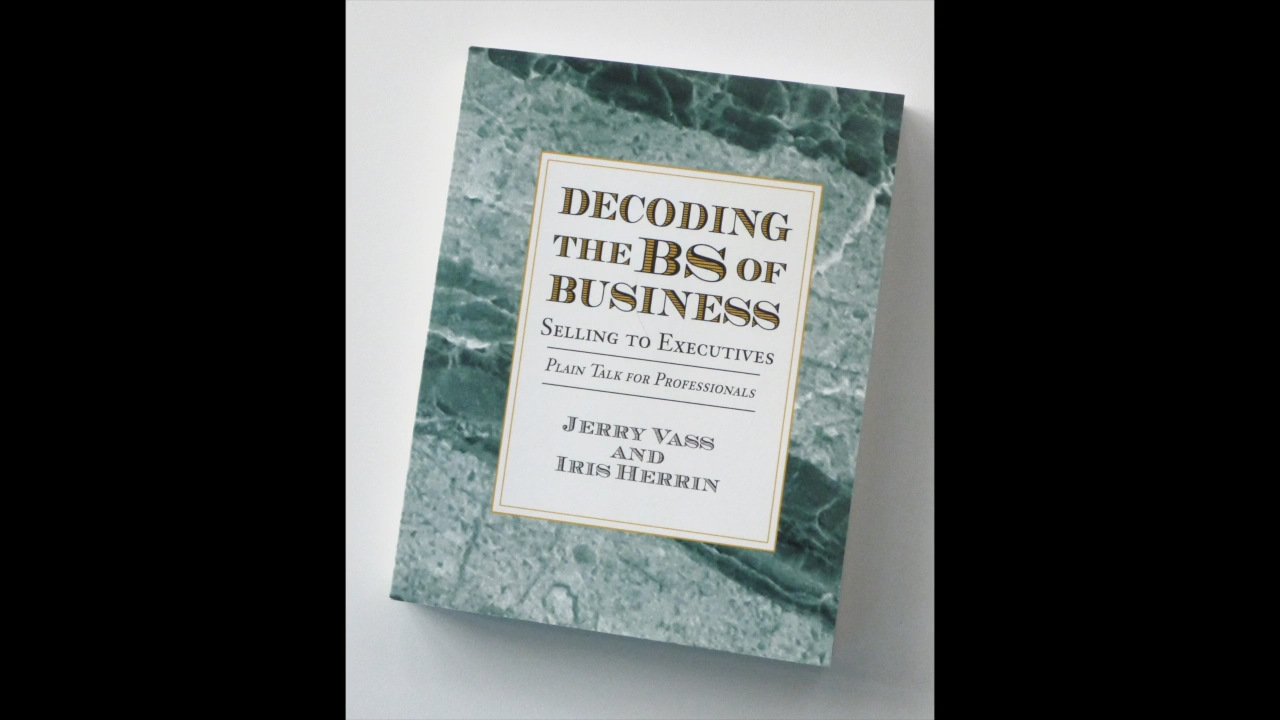 DECODING
THE BS OF
BUSINESS
SELLING TO EXECUTIVES
PLAIN TALK FOR PROFESSIONALS
JERRY VASS
AND
IRIS HERRIN